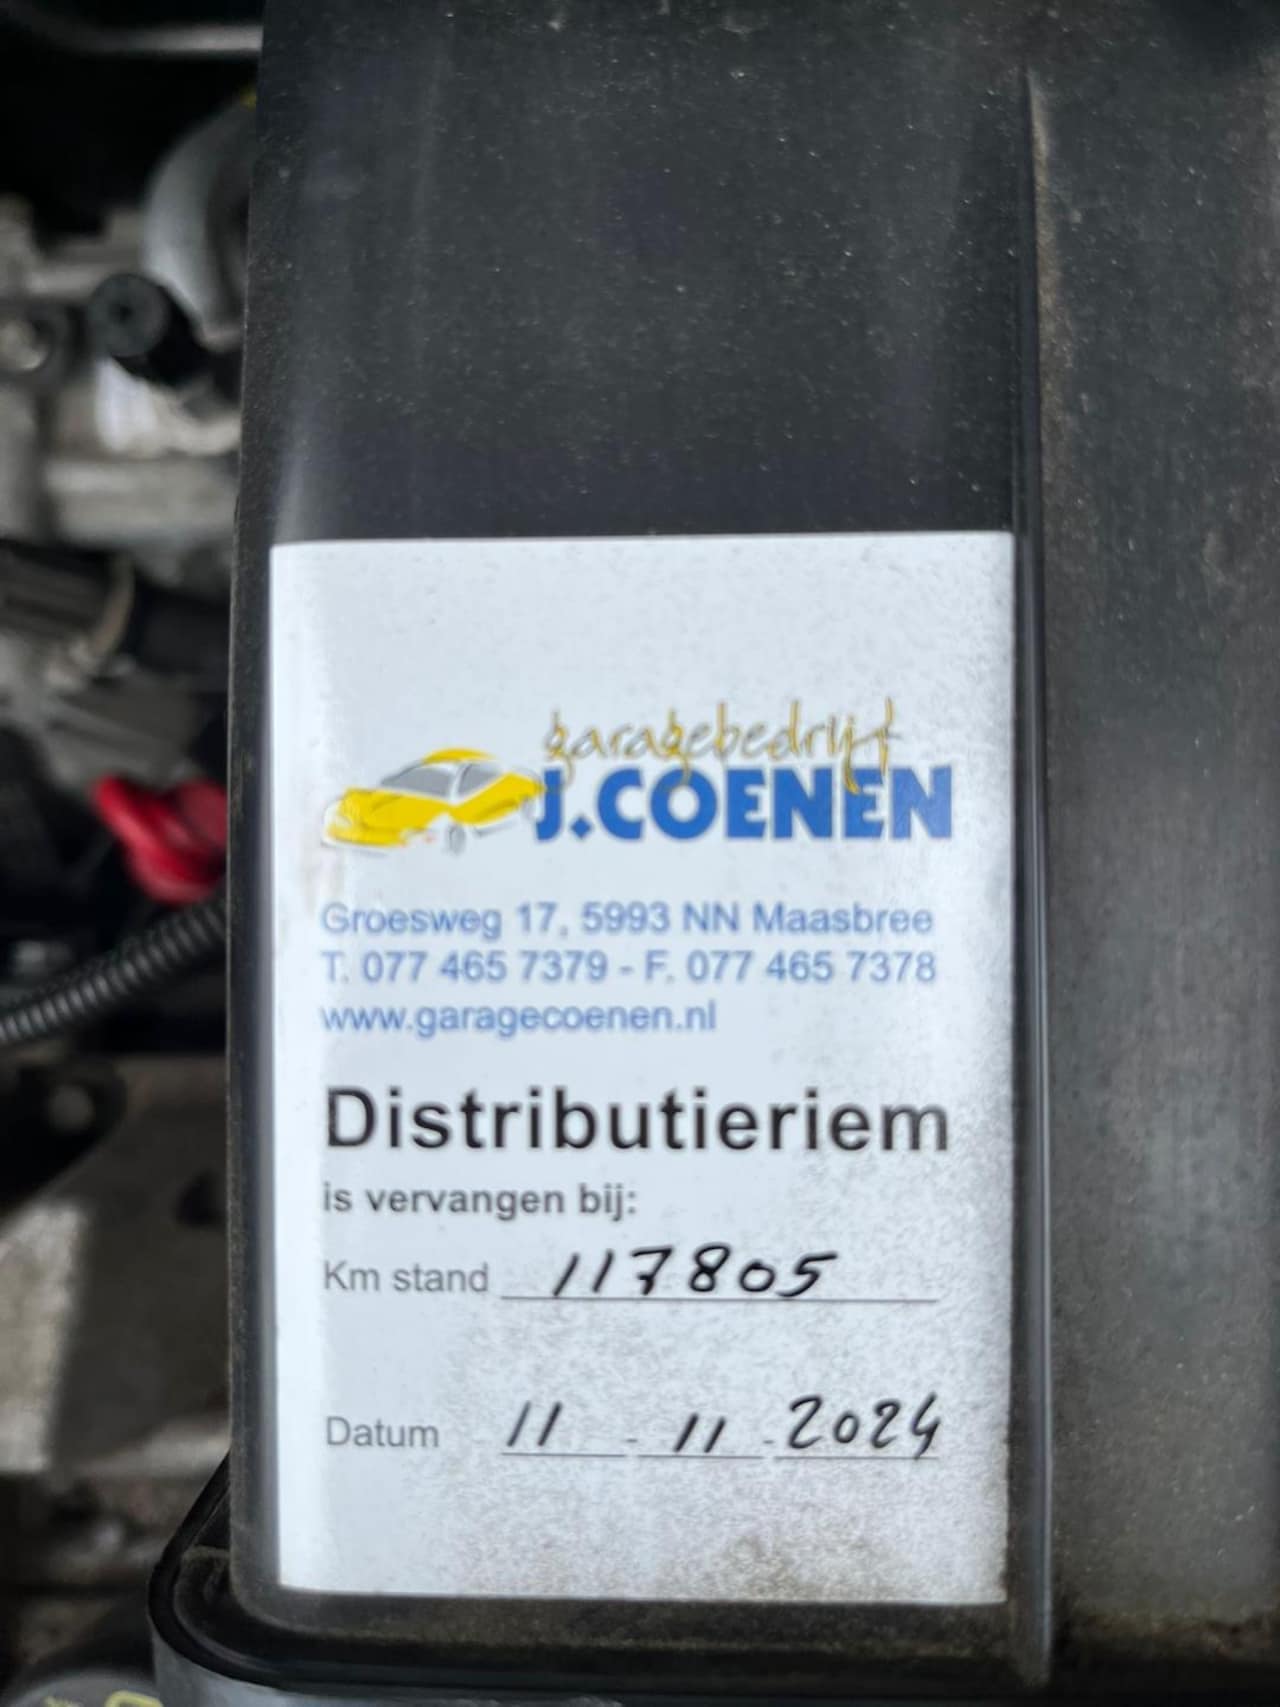 garagebedrijf
J.COENEN
Groesweg 17, 5993 NN Maasbree
T. 077 465 7379 - F. 077 465 7378
www.garagecoenen.nl
Distributieriem
is vervangen bij:
Km stand 117805
Datum 11 - 11 - 2024